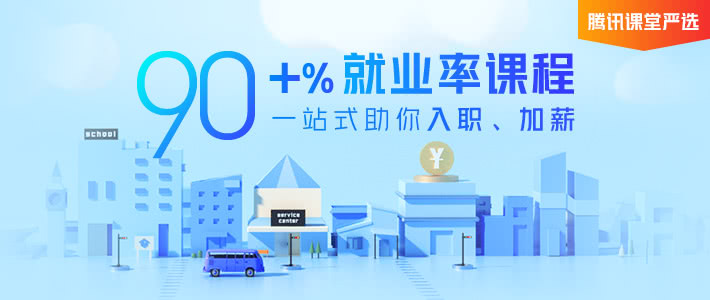 腾讯课堂严选
90+%就业率课程
一站式助你入职、加薪
school
¥
service
center